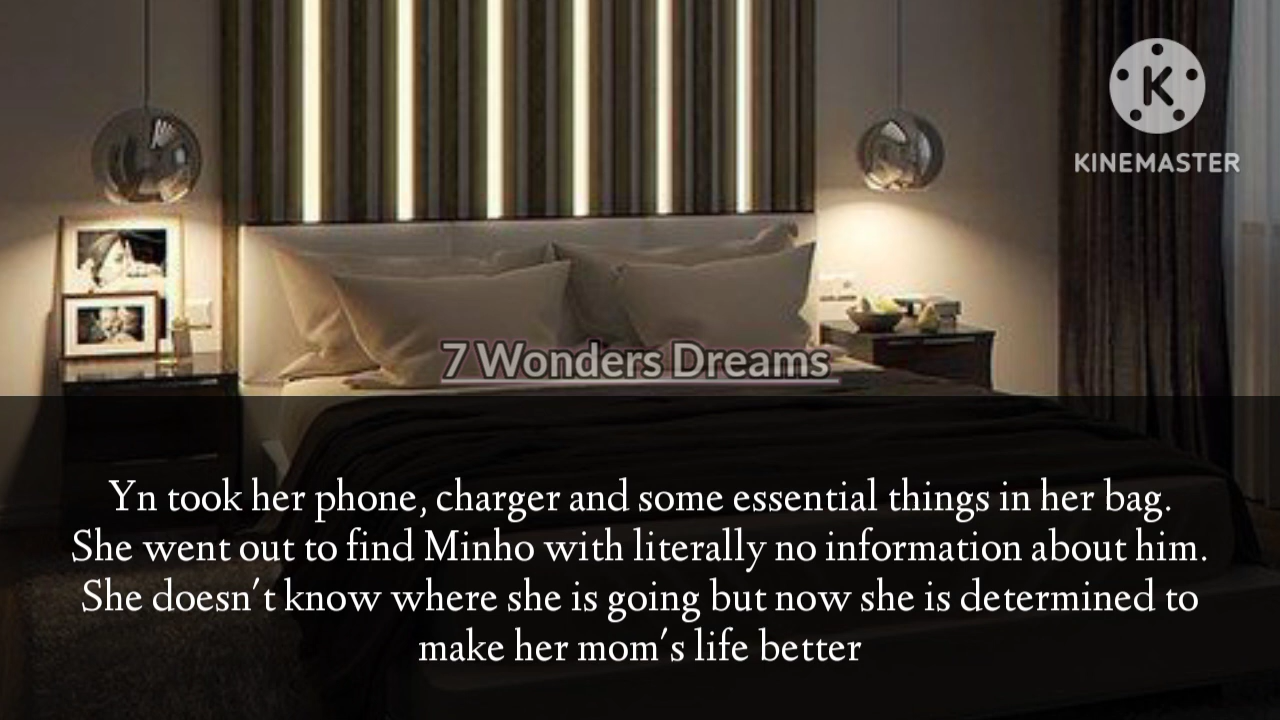 K
KINEMASTER
7 Wonders Dreams
Yn took her phone, charger and some essential things in her bag.
She went out to find Minho with literally no information about him.
She doesn't know where she is going but now she is determined to
make her mom's life better